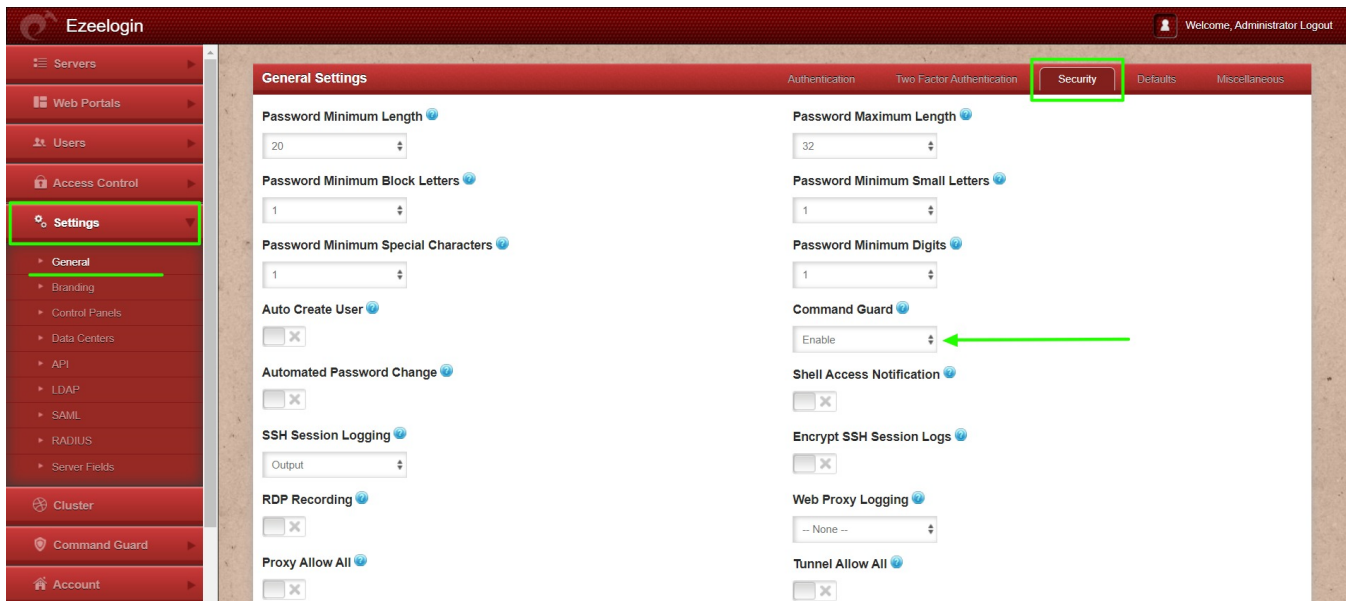 Ezeelogin
Welcome, Administrator Logout
Servers
Web Portals
Users
Access Control
Settings
General
Branding
Control Panels
Data Centers
API
LDAP
SAML
RADIUS
Server Fields
Cluster
Command Guard
Account
General Settings
Authentication Two Factor Authentication Security Defaults Miscellaneous
Password Minimum Length ? Password Maximum Length ?
20 32
Password Minimum Block Letters ? Password Minimum Small Letters ?
1 1
Password Minimum Special Characters ? Password Minimum Digits ?
1 1
Auto Create User ? Command Guard ?
Enable
Automated Password Change ? Shell Access Notification ?
SSH Session Logging ? Encrypt SSH Session Logs ?
Output
RDP Recording ? Web Proxy Logging ?
-- None --
Proxy Allow All ? Tunnel Allow All ?